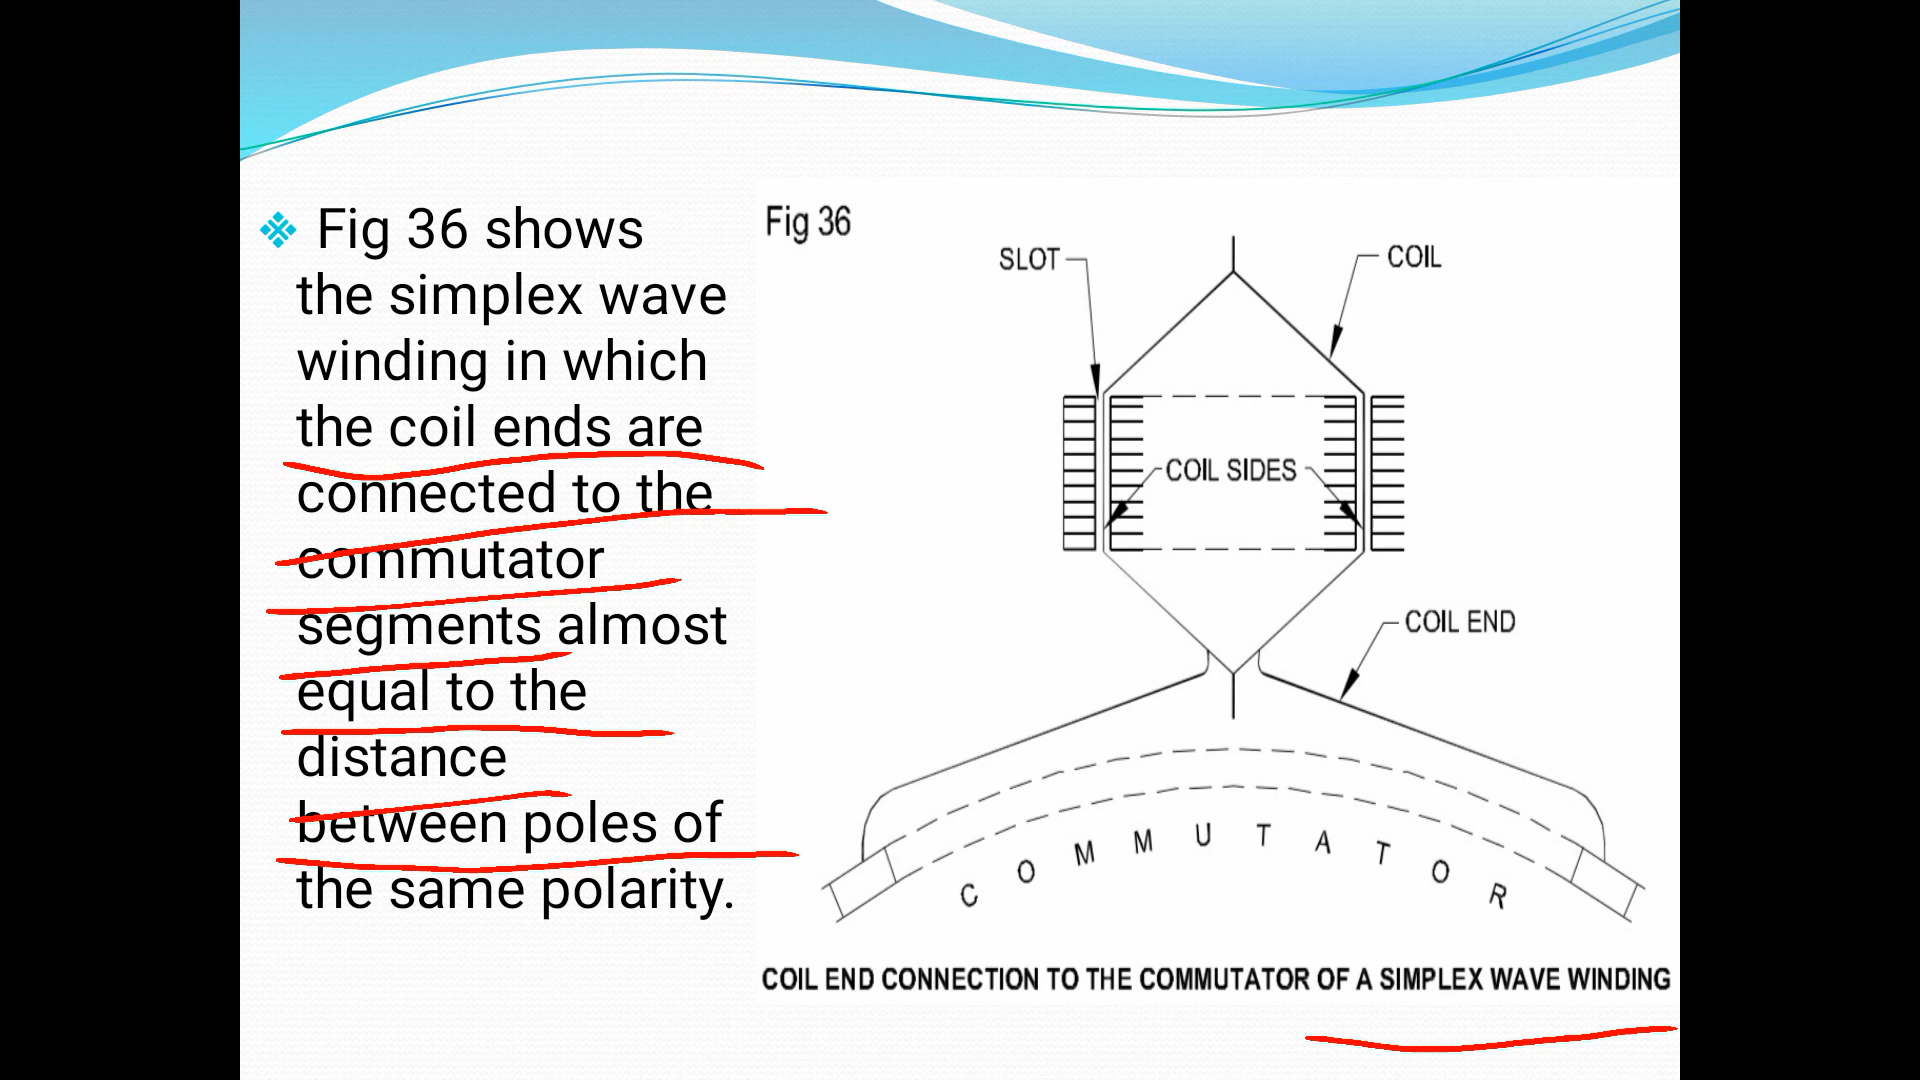 Fig 36 shows
the simplex wave
winding in which
the coil ends are
connected to the
commutator
segments almost
equal to the
distance
between poles of
the same polarity.
Fig 36
SLOT
COIL
COIL SIDES
COIL END
COMMUTATOR
COIL END CONNECTION TO THE COMMUTATOR OF A SIMPLEX WAVE WINDING